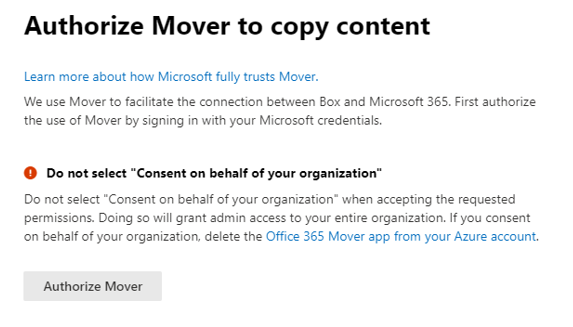 Authorize Mover to copy content
Learn more about how Microsoft fully trusts Mover.
We use Mover to facilitate the connection between Box and Microsoft 365. First authorize
the use of Mover by signing in with your Microsoft credentials.
Do not select "Consent on behalf of your organization"
Do not select "Consent on behalf of your organization" when accepting the requested
permissions. Doing so will grant admin access to your entire organization. If you consent
on behalf of your organization, delete the Office 365 Mover app from your Azure account.
Authorize Mover